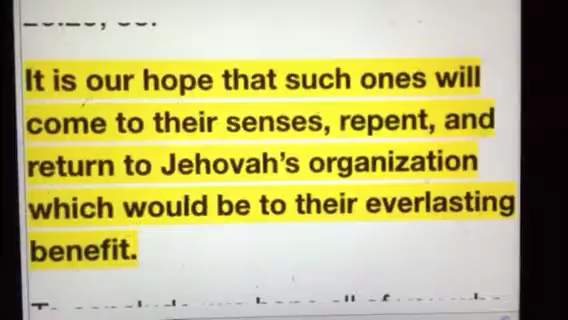 It is our hope that such ones will
come to their senses, repent, and
return to Jehovah's organization
which would be to their everlasting
benefit.